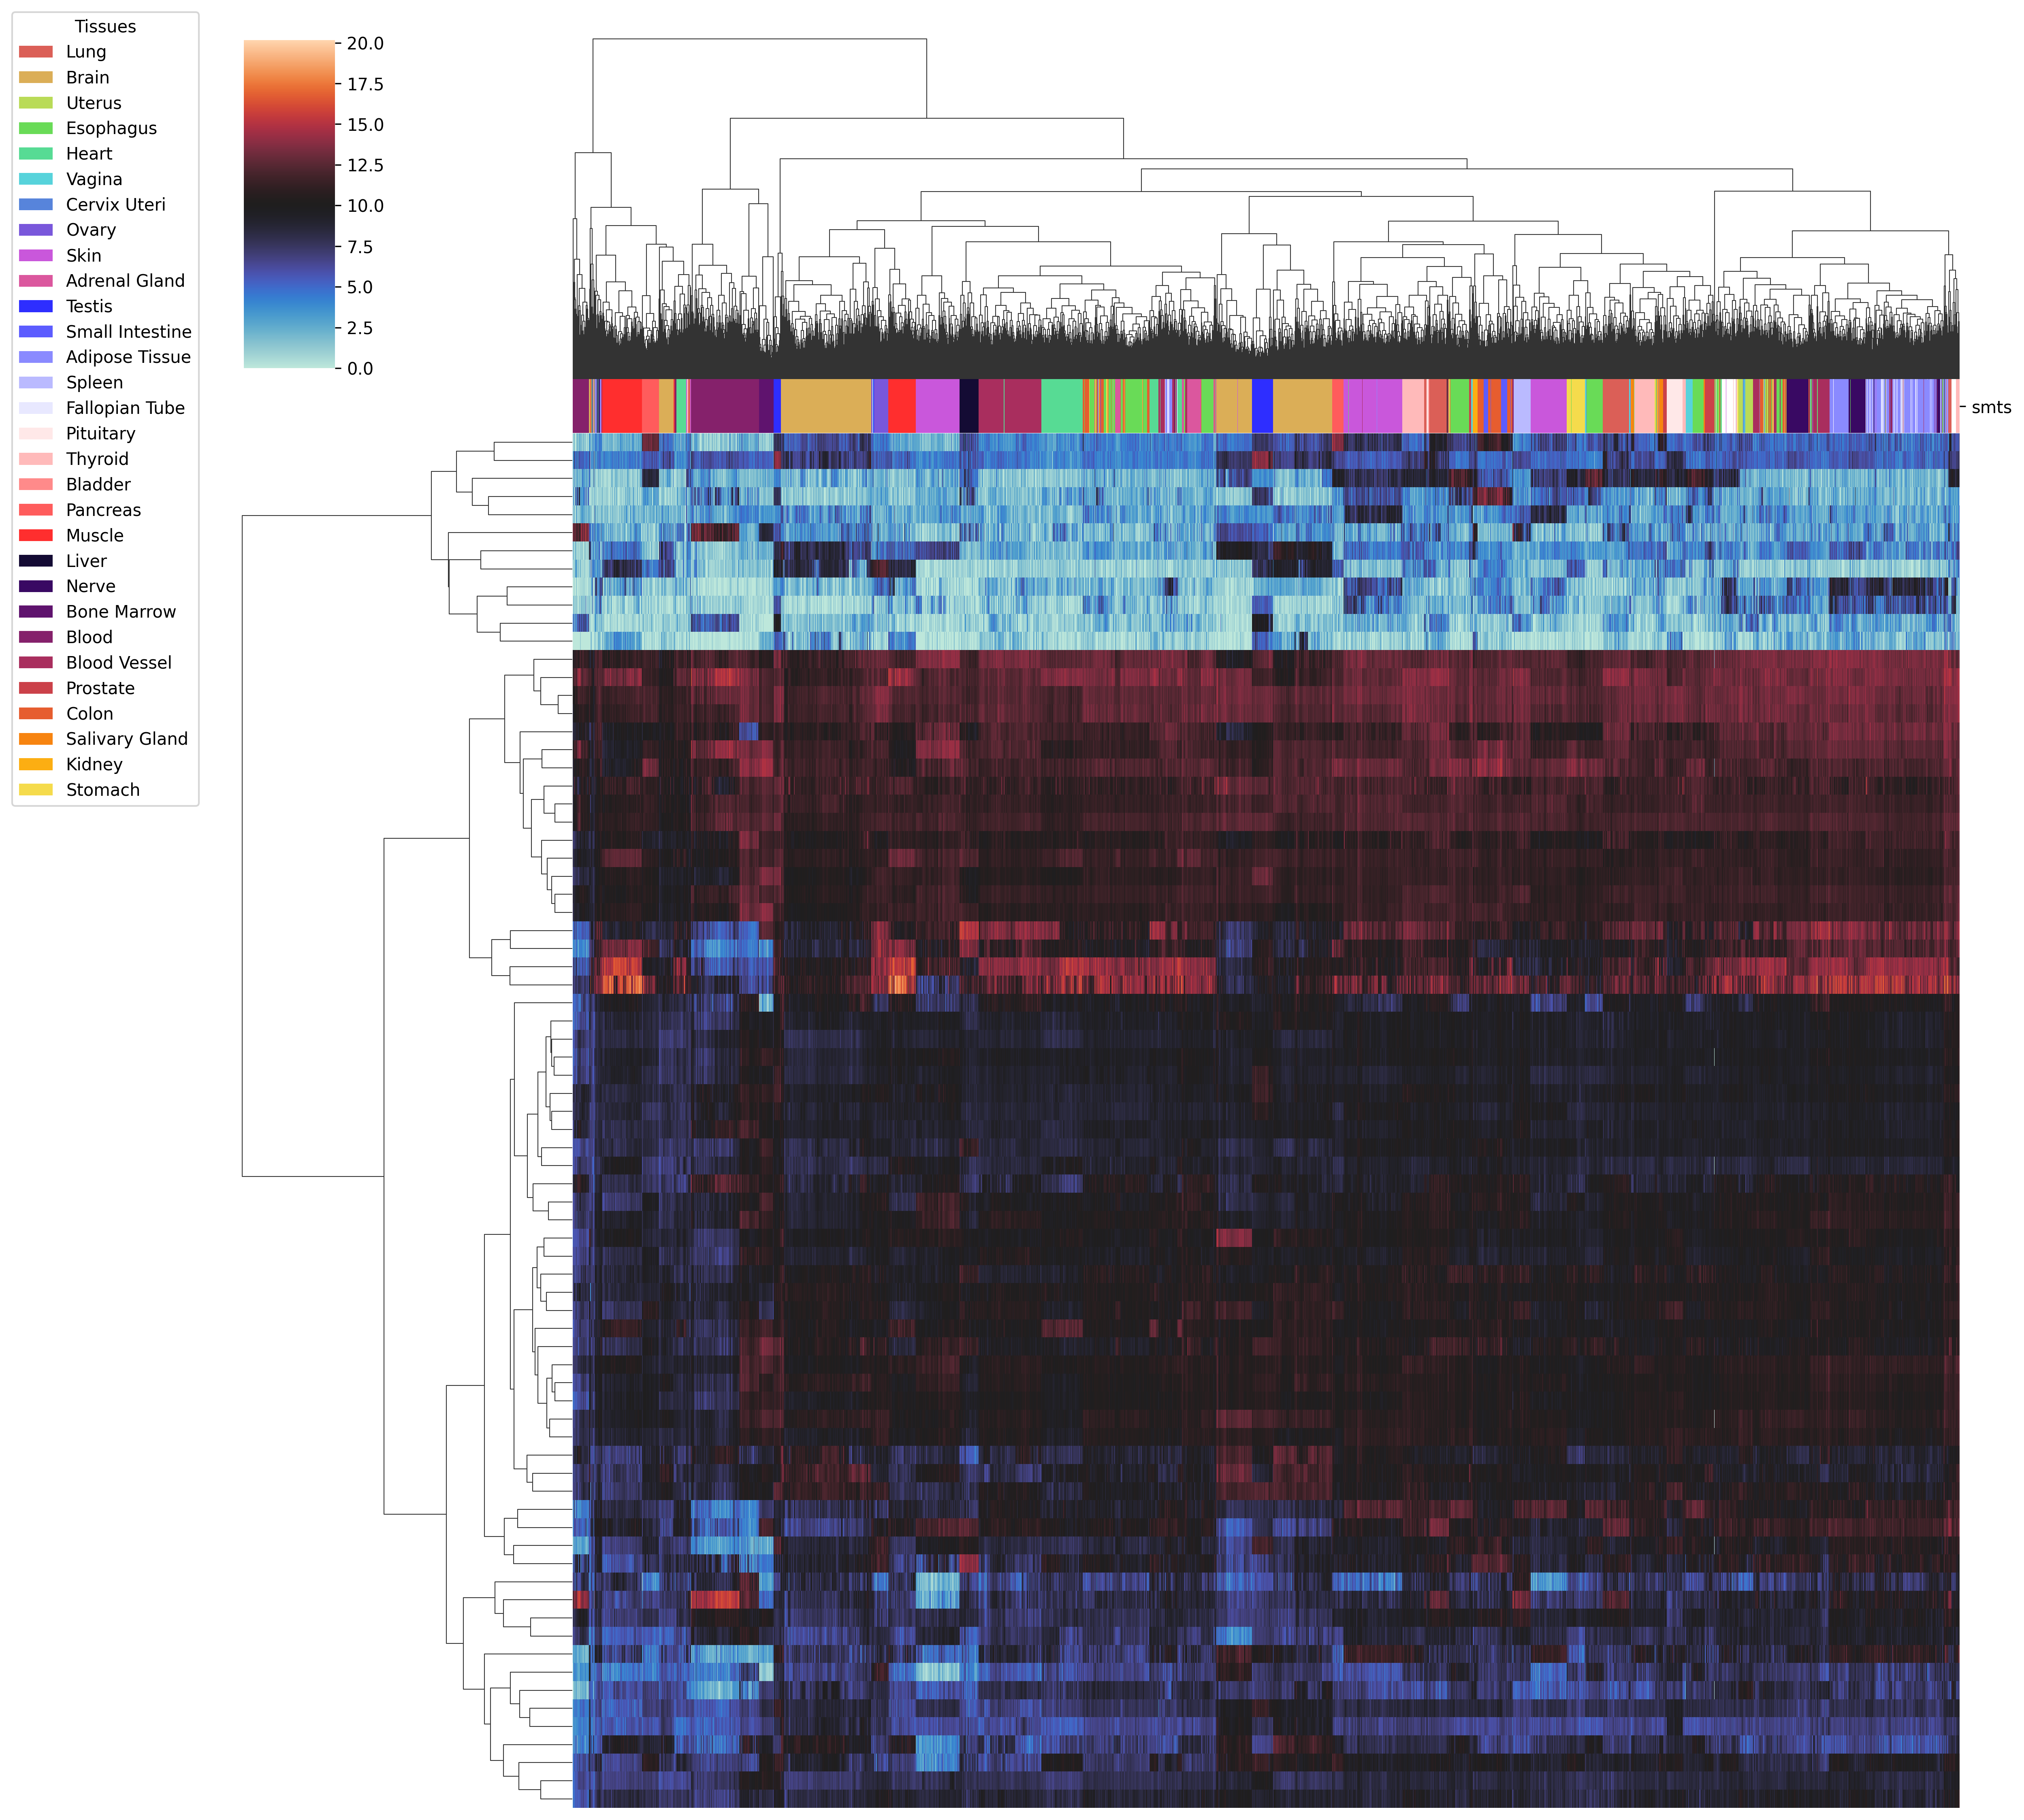 Tissues
Lung
Brain
Uterus
Esophagus
Heart
Vagina
Cervix Uteri
Ovary
Skin
Adrenal Gland
Testis
Small Intestine
Adipose Tissue
Spleen
Fallopian Tube
Pituitary
Thyroid
Bladder
Pancreas
Muscle
Liver
Nerve
Bone Marrow
Blood
Blood Vessel
Prostate
Colon
Salivary Gland
Kidney
Stomach
20.0
17.5
15.0
12.5
10.0
7.5
5.0
2.5
0.0
smts